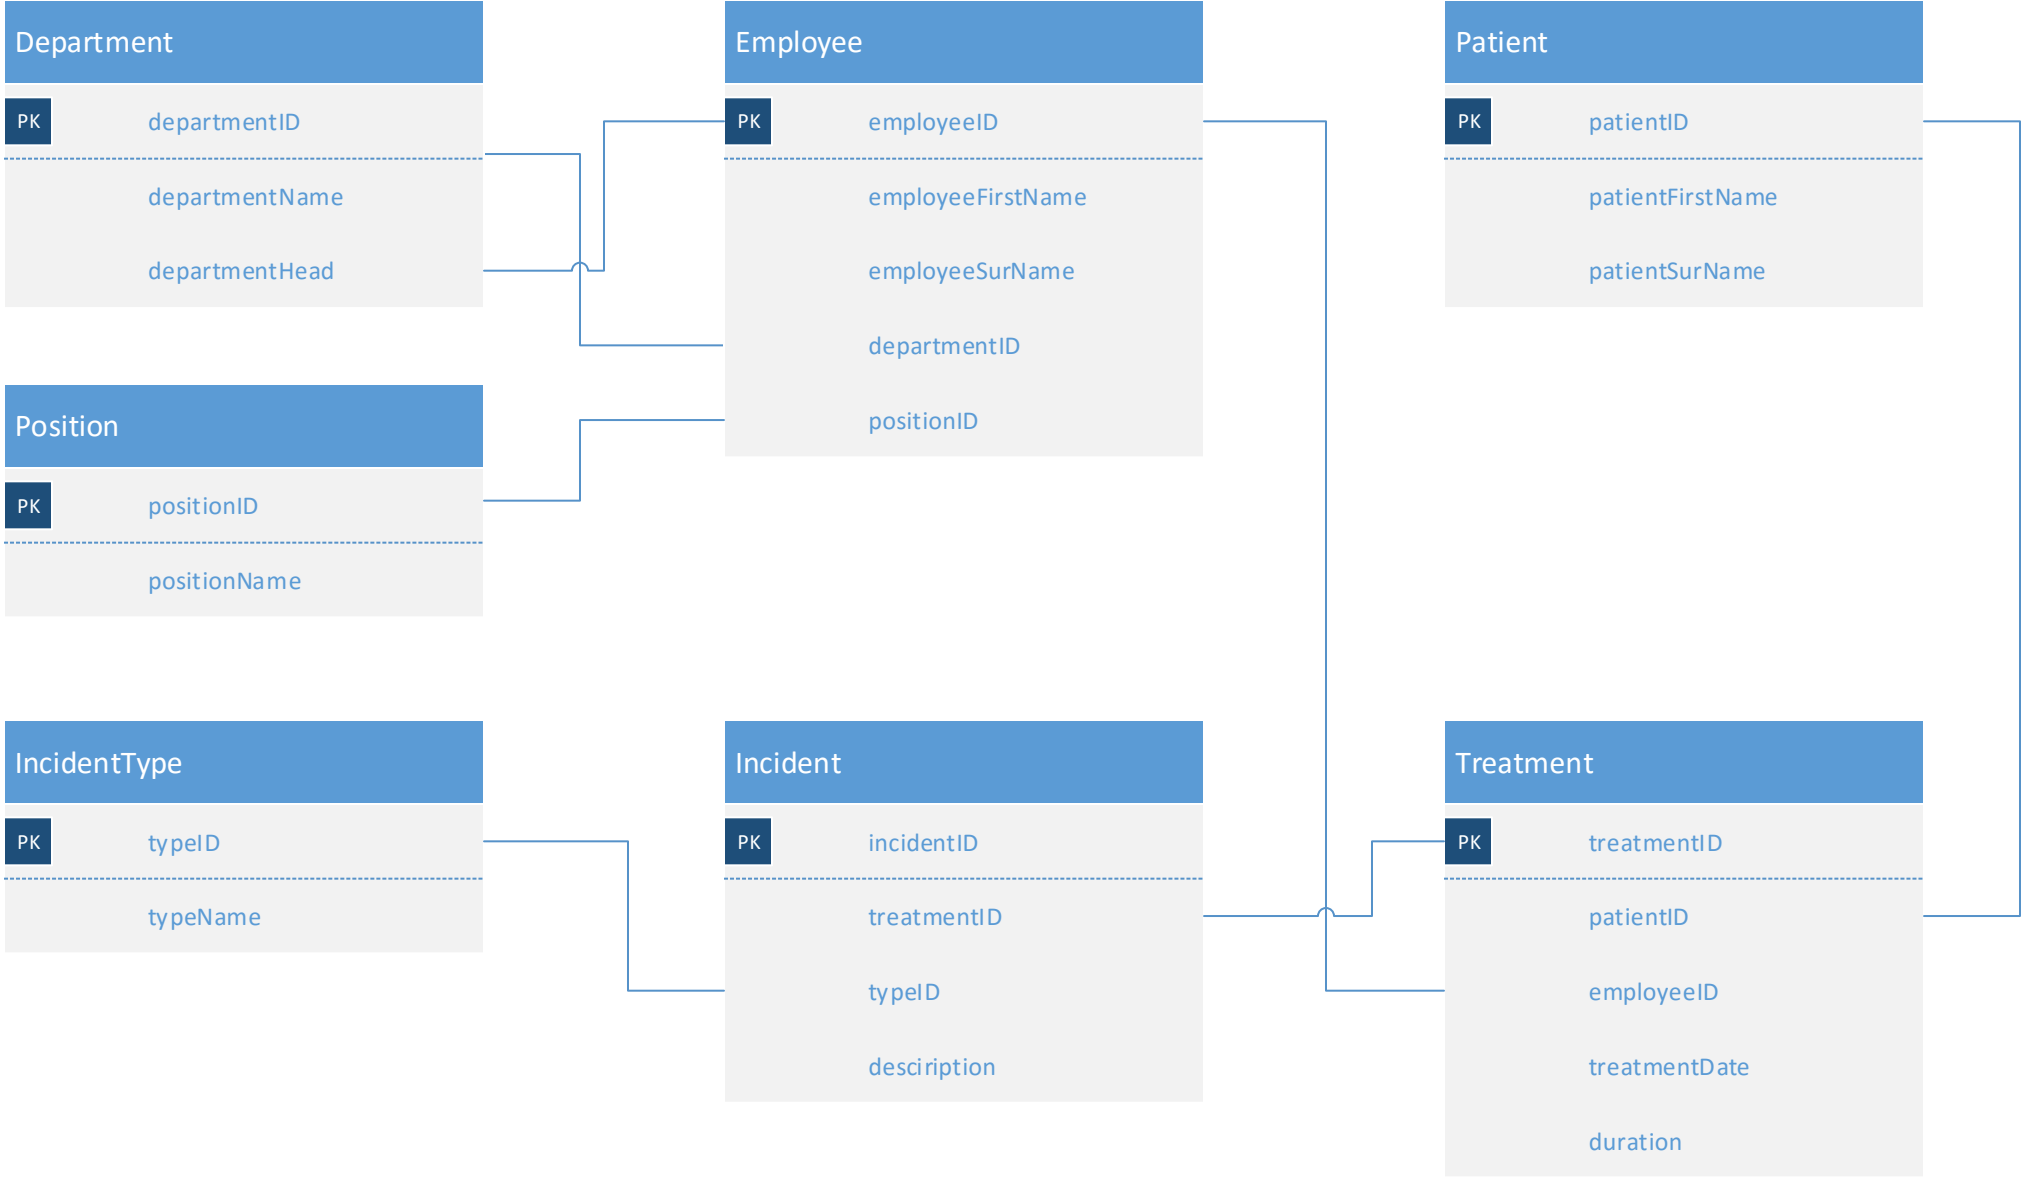 Department
PK departmentID
departmentName
departmentHead
Employee
PK employeeID
employeeFirstName
employeeSurName
departmentID
positionID
Patient
PK patientID
patientFirstName
patientSurName
Position
PK positionID
positionName
IncidentType
PK typeID
typeName
Incident
PK incidentID
treatmentID
typeID
desciription
Treatment
PK treatmentID
patientID
employeeID
treatmentDate
duration